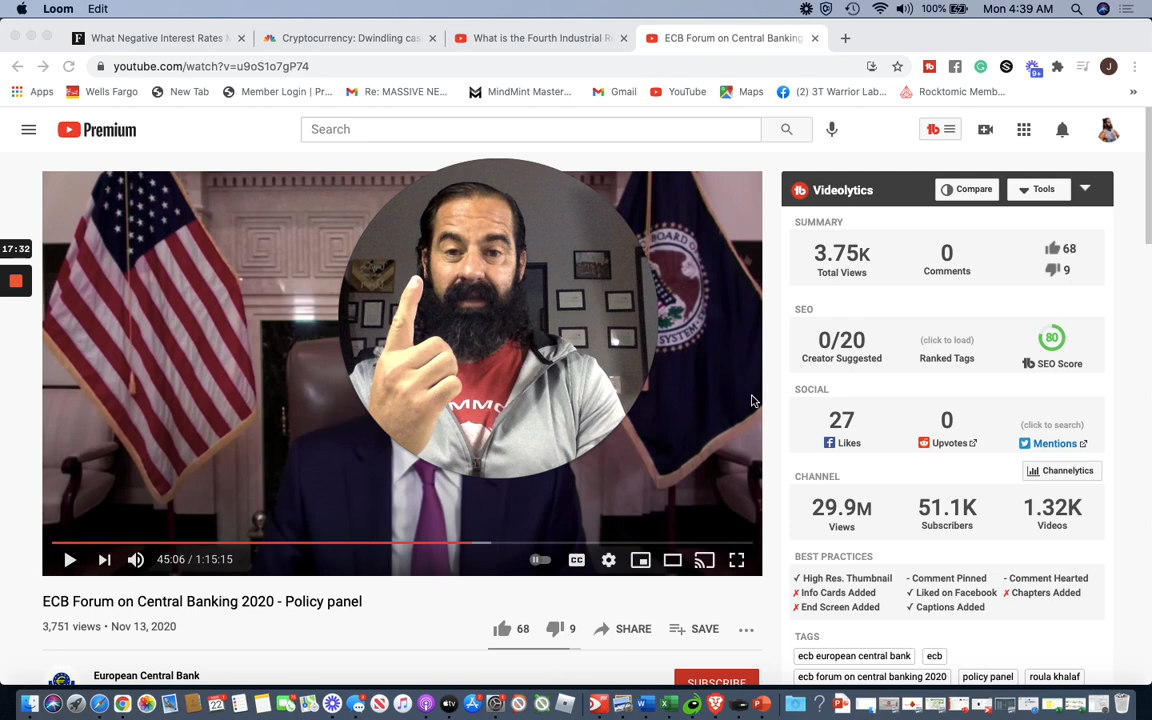 Loom Edit 100% Mon 4:39 AM
What Negative Interest Rates M
Cryptocurrency: Dwindling cas
What is the Fourth Industrial R
ECB Forum on Central Banking
youtube.com/watch?v=u9oS1o7gP74
9+
J
Apps Wells Fargo New Tab Member Login | Pr... Re: MASSIVE NE... MindMint Master... Gmail YouTube Maps (2) 3T Warrior Lab... Rocktomic Memb... »
Premium
Search
Videolytics Compare Tools
SUMMARY
3.75K 0 68
Total Views Comments 9
SEO
0/20 (click to load) 80
Creator Suggested Ranked Tags SEO Score
SOCIAL
27 0 (click to search)
Likes Upvotes Mentions
CHANNEL Channelytics
29.9M 51.1K 1.32K
Views Subscribers Videos
BEST PRACTICES
✓ High Res. Thumbnail - Comment Pinned - Comment Hearted
✗ Info Cards Added ✓ Liked on Facebook ✗ Chapters Added
✗ End Screen Added ✓ Captions Added
TAGS
ecb european central bank ecb
ecb forum on central banking 2020 policy panel roula khalaf
17:32
45:06 / 1:15:15 CC
ECB Forum on Central Banking 2020 - Policy panel
3,751 views • Nov 13, 2020 68 9 SHARE SAVE
European Central Bank
SUBSCRIBE